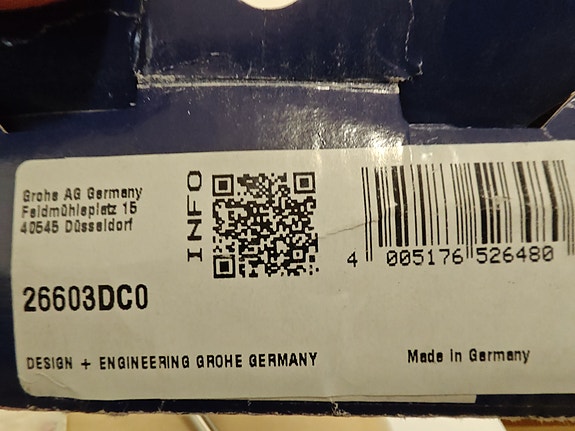 Grohe AG Germany
Feldmühleplatz 15
40545 Düsseldorf
INFO
4 005176 526480
26603DC0
DESIGN + ENGINEERING GROHE GERMANY
Made in Germany